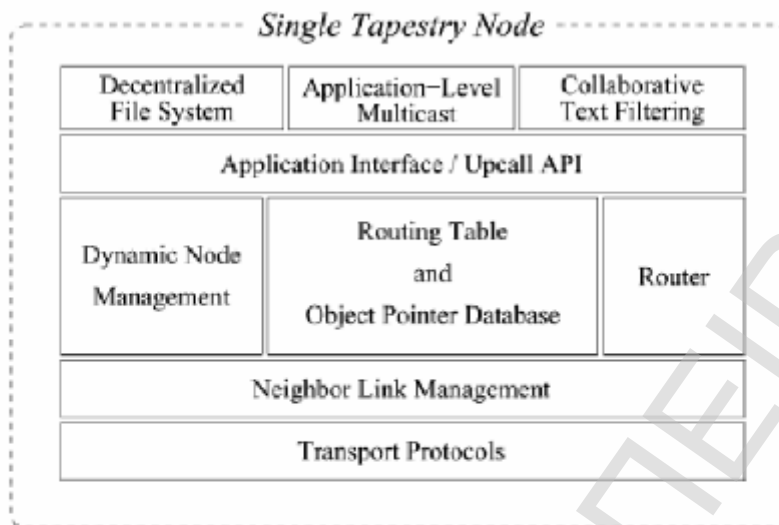 Single Tapestry Node
Decentralized
File System
Application-Level
Multicast
Collaborative
Text Filtering
Application Interface / Upcall API
Dynamic Node
Management
Routing Table
and
Object Pointer Database
Router
Neighbor Link Management
Transport Protocols